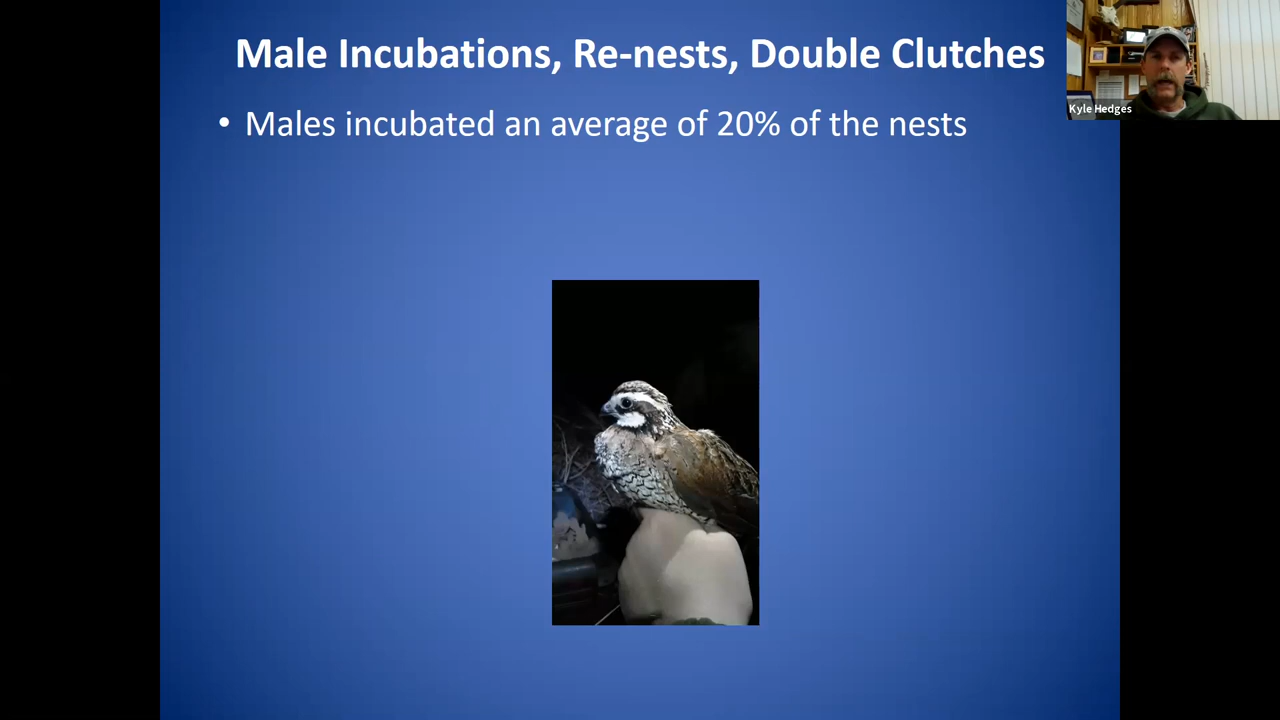 Male Incubations, Re-nests, Double Clutches
• Males incubated an average of 20% of the nests
Kyle Hedges